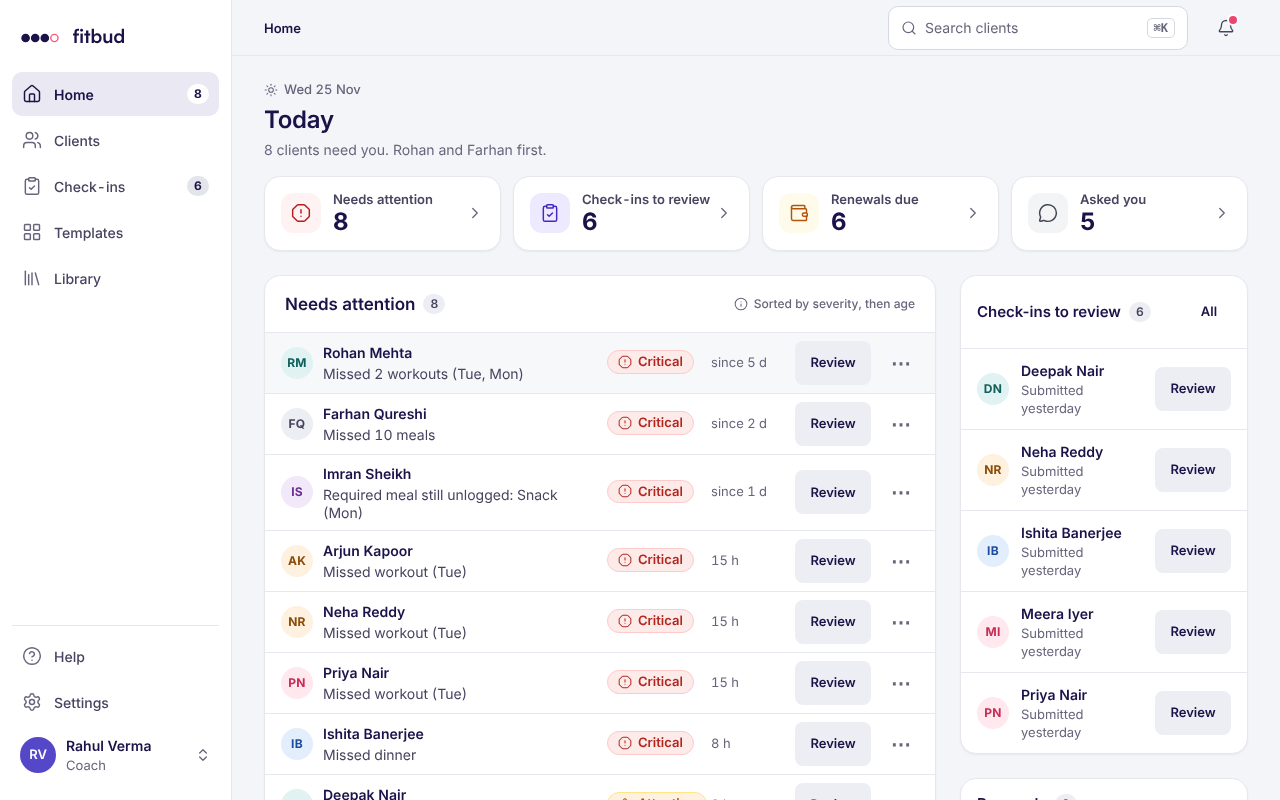 fitbud
Home 8
Clients
Check-ins 6
Templates
Library
Help
Settings
RV
Rahul Verma
Coach
Home
Search clients
⌘K
Wed 25 Nov
Today
8 clients need you. Rohan and Farhan first.
Needs attention
8
Check-ins to review
6
Renewals due
6
Asked you
5
Needs attention 8
Sorted by severity, then age
RM
Rohan Mehta
Missed 2 workouts (Tue, Mon)
Critical
since 5 d
Review
FQ
Farhan Qureshi
Missed 10 meals
Critical
since 2 d
Review
IS
Imran Sheikh
Required meal still unlogged: Snack
(Mon)
Critical
since 1 d
Review
AK
Arjun Kapoor
Missed workout (Tue)
Critical
15 h
Review
NR
Neha Reddy
Missed workout (Tue)
Critical
15 h
Review
PN
Priya Nair
Missed workout (Tue)
Critical
15 h
Review
IB
Ishita Banerjee
Missed dinner
Critical
8 h
Review
Deepak Nair
Check-ins to review 6
All
DN
Deepak Nair
Submitted
yesterday
Review
NR
Neha Reddy
Submitted
yesterday
Review
IB
Ishita Banerjee
Submitted
yesterday
Review
MI
Meera Iyer
Submitted
yesterday
Review
PN
Priya Nair
Submitted
yesterday
Review